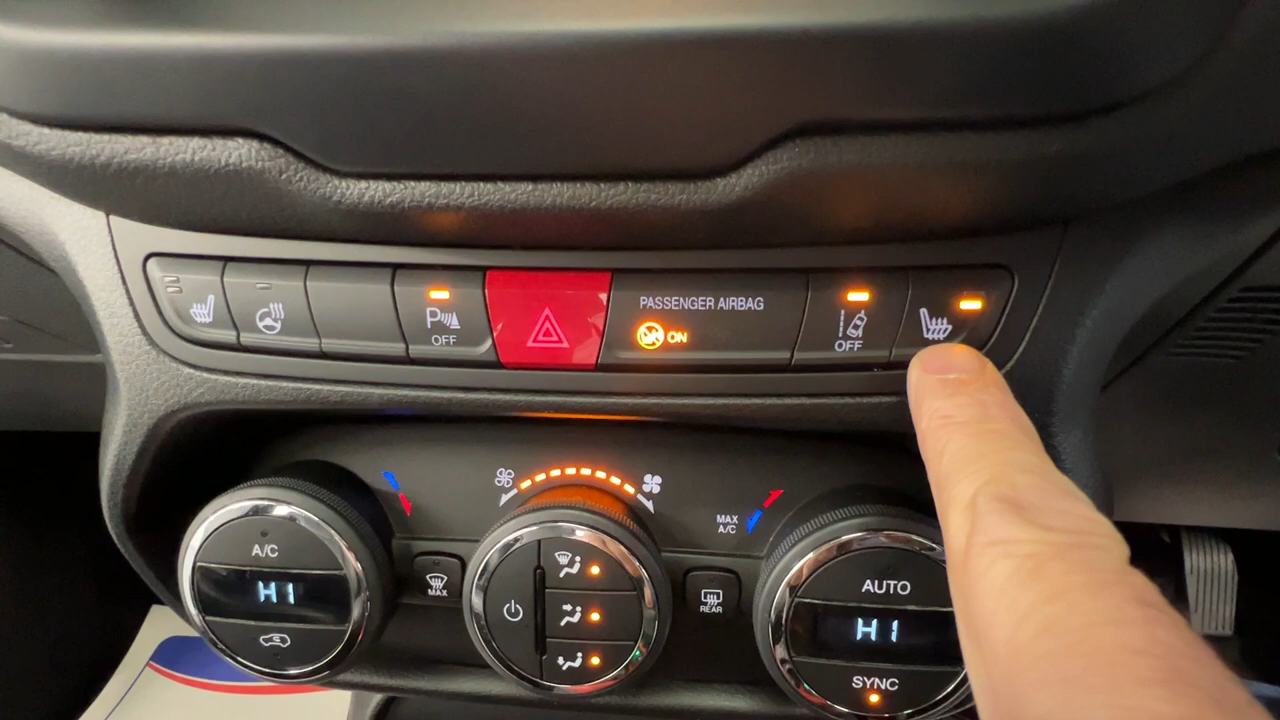 P
OFF
PASSENGER AIRBAG
ON
OFF
A/C
HI
MAX
MAX
A/C
REAR
AUTO
HI
SYNC